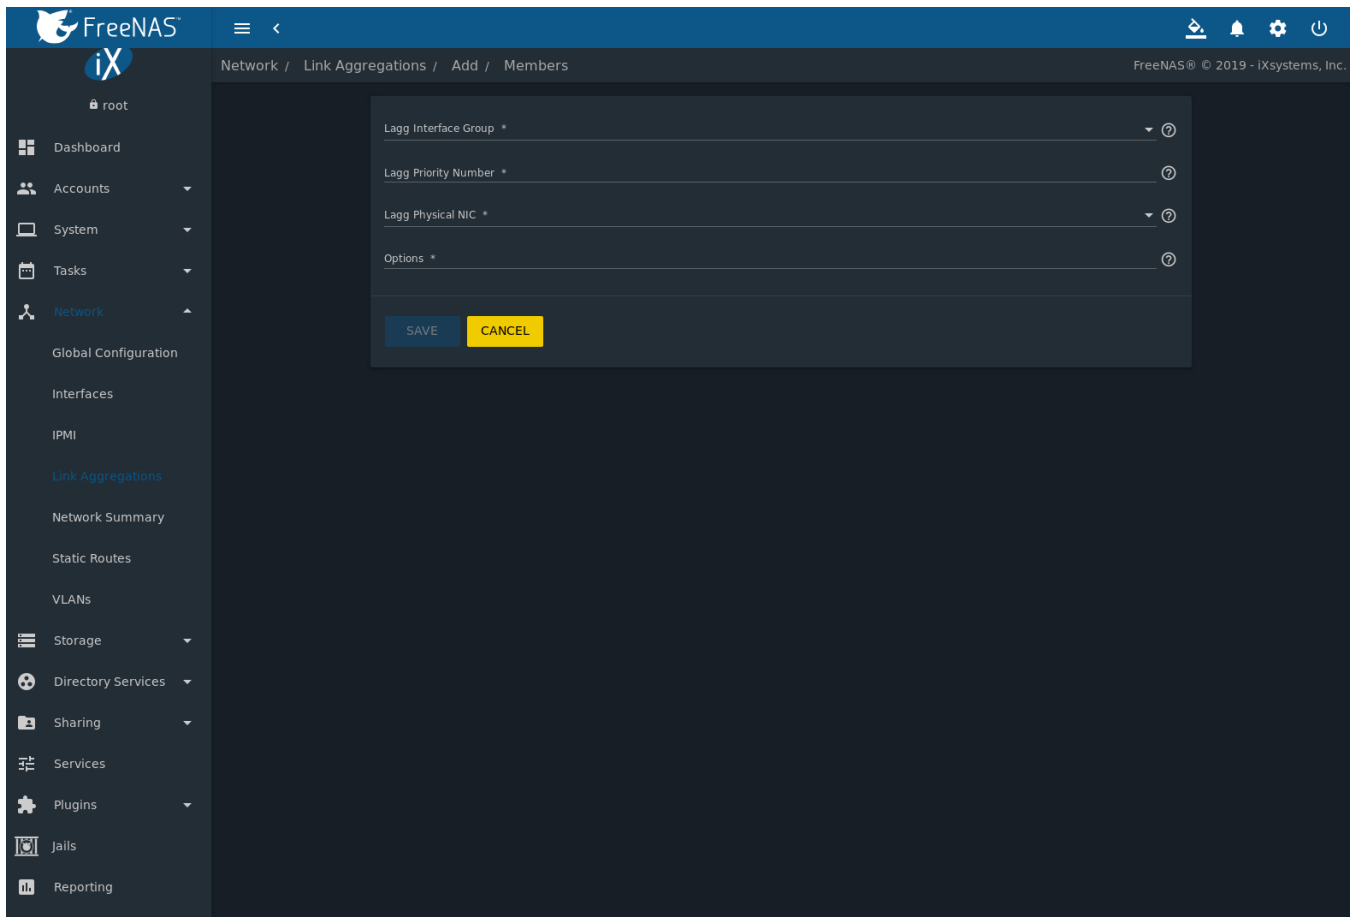 FreeNAS™
iX
root
Dashboard
Accounts
System
Tasks
Network
Global Configuration
Interfaces
IPMI
Link Aggregations
Network Summary
Static Routes
VLANs
Storage
Directory Services
Sharing
Services
Plugins
Jails
Reporting
Network / Link Aggregations / Add / Members
FreeNAS® © 2019 - iXsystems, Inc.
Lagg Interface Group *
Lagg Priority Number *
Lagg Physical NIC *
Options *
SAVE CANCEL